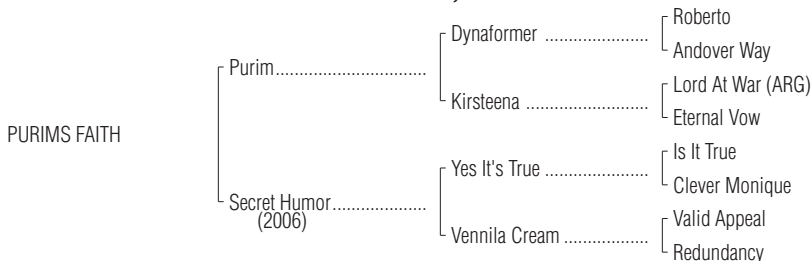 Roberto
Dynaformer ......................
Andover Way
Purim................................
Lord At War (ARG)
Kirsteena ..........................
Eternal Vow
PURIMS FAITH
Is It True
Yes It's True ......................
Clever Monique
Secret Humor....................
(2006)
Valid Appeal
Vennila Cream ..................
Redundancy